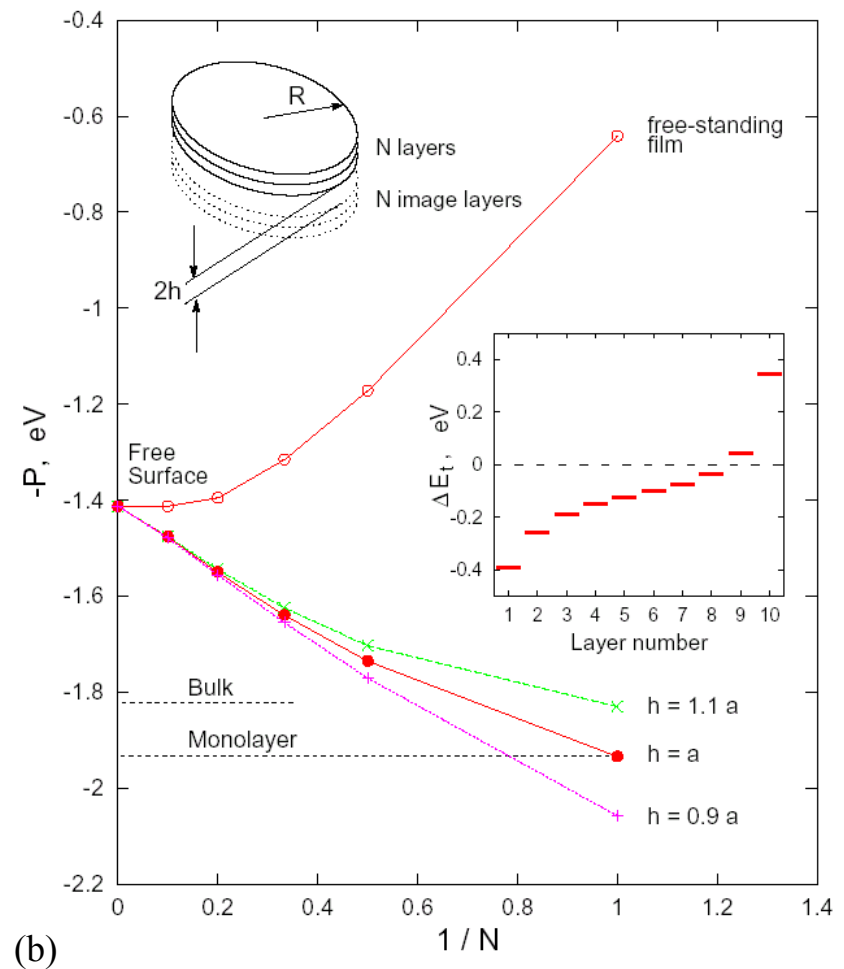 -0.4
-0.6
-0.8
-1
-1.2
-1.4
-1.6
-1.8
-2
-2.2
-P, eV
0
0.2
0.4
0.6
0.8
1
1.2
1.4
1 / N
R
N layers
N image layers
2h
free-standing
film
Free
Surface
Bulk
Monolayer
h = 1.1 a
h = a
h = 0.9 a
0.4
0.2
0
-0.2
-0.4
Δ Eₜ , eV
1 2 3 4 5 6 7 8 9 10
Layer number
(b)